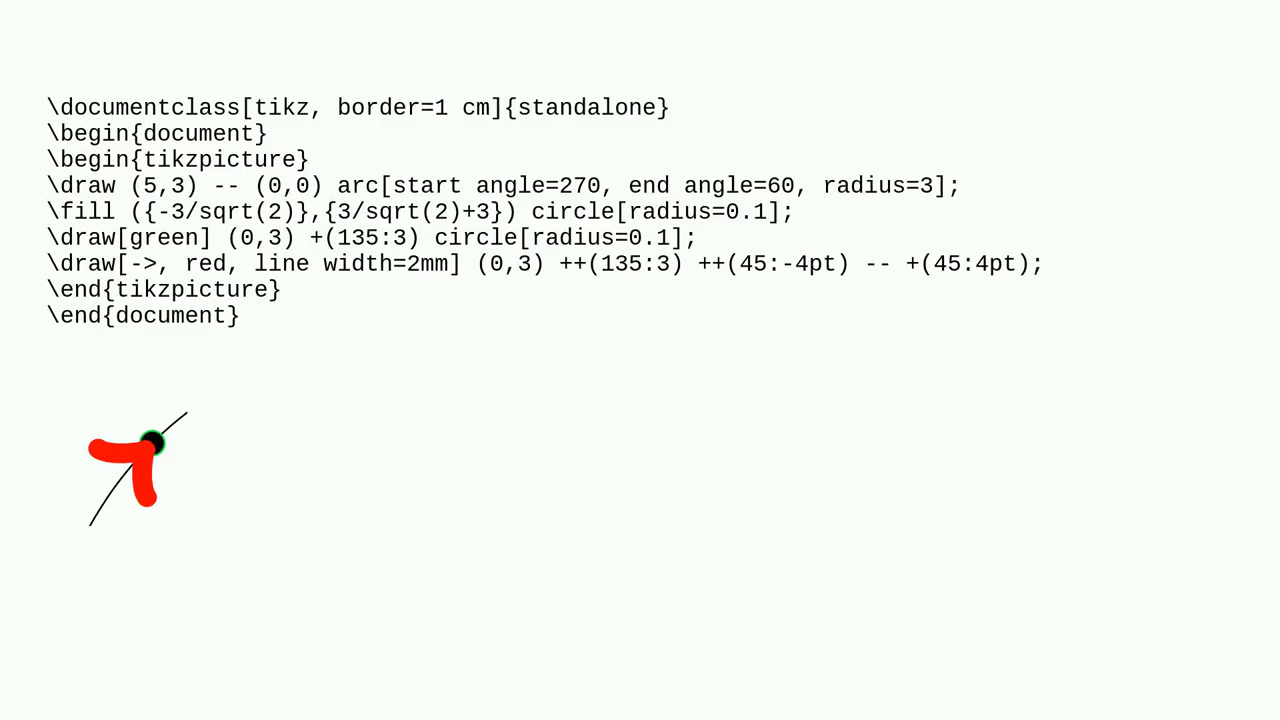 \documentclass[tikz, border=1 cm]{standalone}
\begin{document}
\begin{tikzpicture}
\draw (5,3) -- (0,0) arc[start angle=270, end angle=60, radius=3];
\fill ({-3/sqrt(2)},{3/sqrt(2)+3}) circle[radius=0.1];
\draw[green] (0,3) +(135:3) circle[radius=0.1];
\draw[->, red, line width=2mm] (0,3) ++(135:3) ++(45:-4pt) -- +(45:4pt);
\end{tikzpicture}
\end{document}